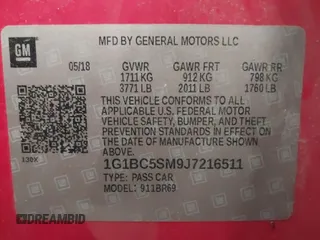 GM
MFD BY GENERAL MOTORS LLC
05/18 GVWR GAWR FRT GAWR RR
1711 KG 912 KG 798 KG
3771 LB 2011 LB 1760 LB
THIS VEHICLE CONFORMS TO ALL
APPLICABLE U.S. FEDERAL MOTOR
VEHICLE SAFETY, BUMPER, AND THEFT
PREVENTION STANDARDS IN EFFECT ON
THE DATE OF MANUFACTURE SHOWN ABOVE.
1G1BC5SM9J7216511
TYPE: PASS CAR
MODEL: 911BR69
130X
DREAMBID